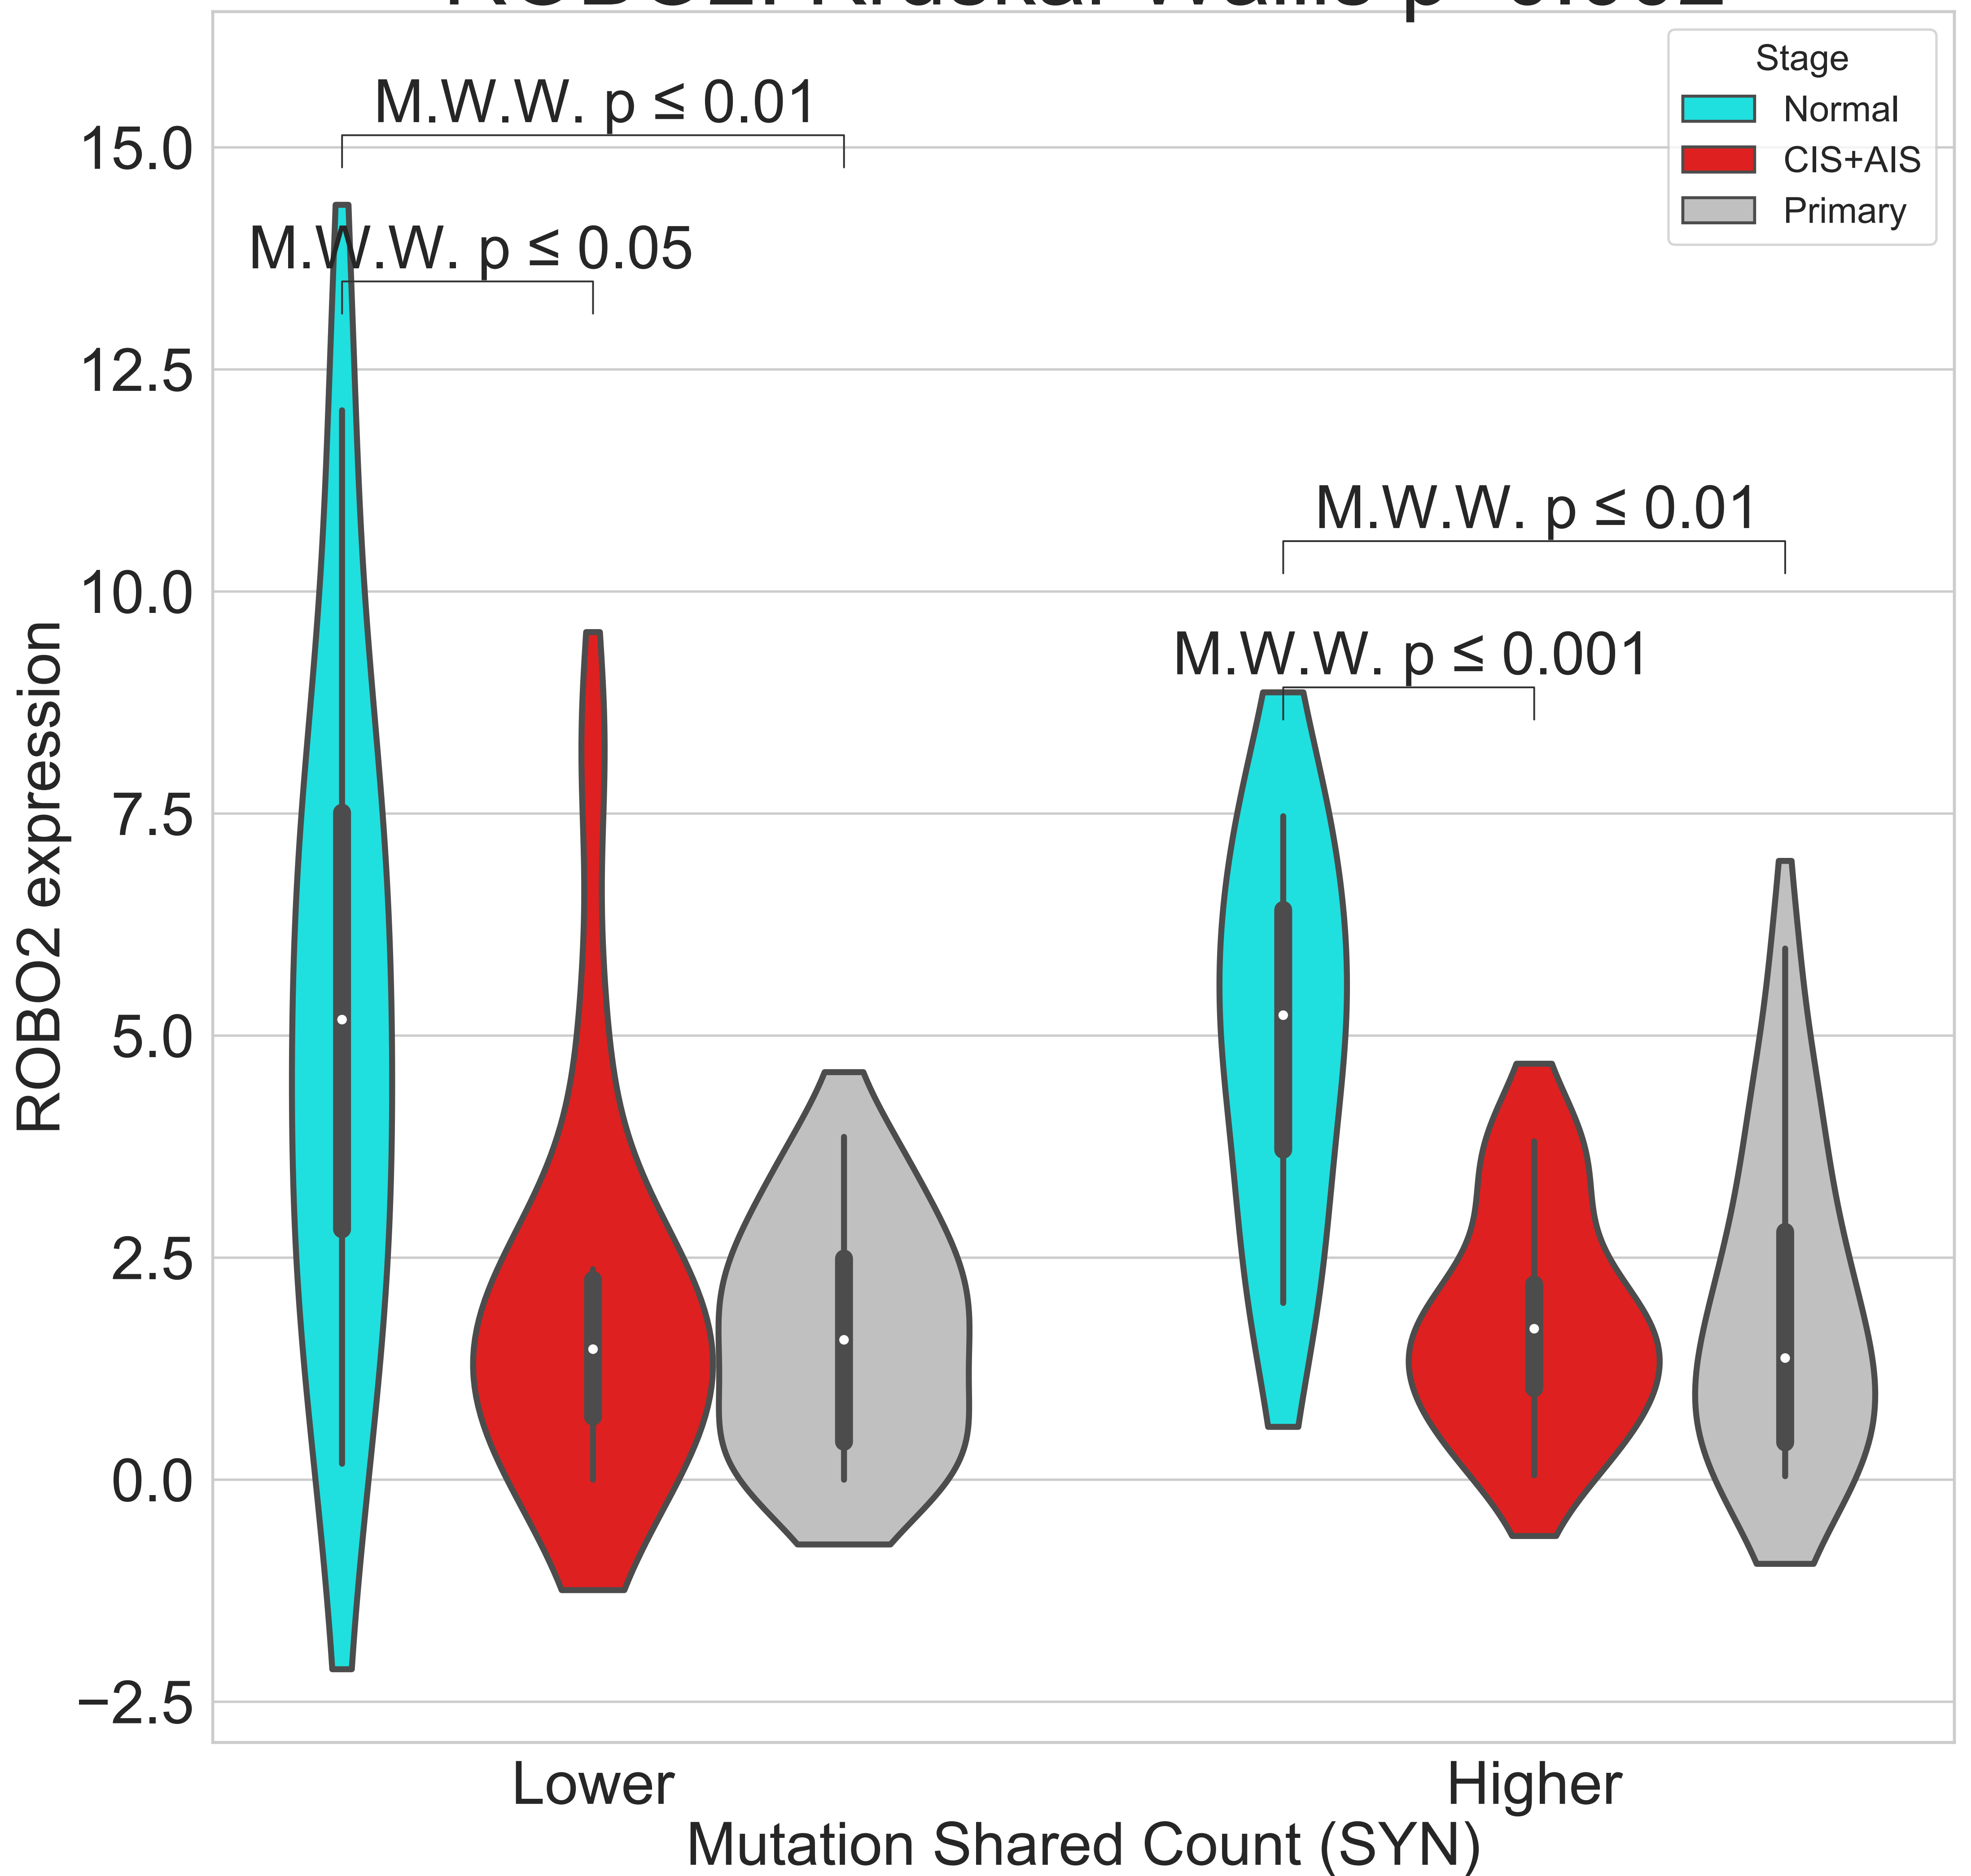 Stage
Normal
CIS+AIS
Primary
M.W.W. p ≤ 0.01
M.W.W. p ≤ 0.05
M.W.W. p ≤ 0.01
M.W.W. p ≤ 0.001
15.0
12.5
10.0
7.5
5.0
2.5
0.0
−2.5
ROBO2 expression
Lower
Higher
Mutation Shared Count (SYN)